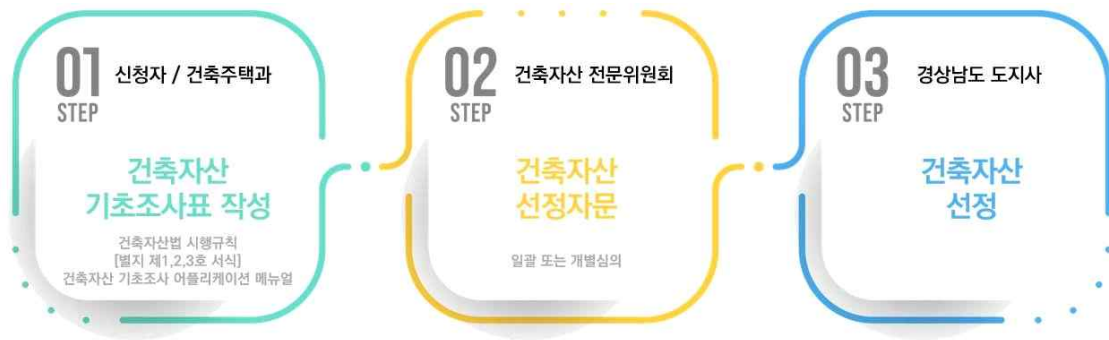 01
STEP
신청자 / 건축주택과
건축자산
기초조사표 작성
건축자산법 시행규칙
[별지 제1,2,3호 서식]
건축자산 기초조사 어플리케이션 메뉴얼
02
STEP
건축자산 전문위원회
건축자산
선정자문
일괄 또는 개별심의
03
STEP
경상남도 도지사
건축자산
선정